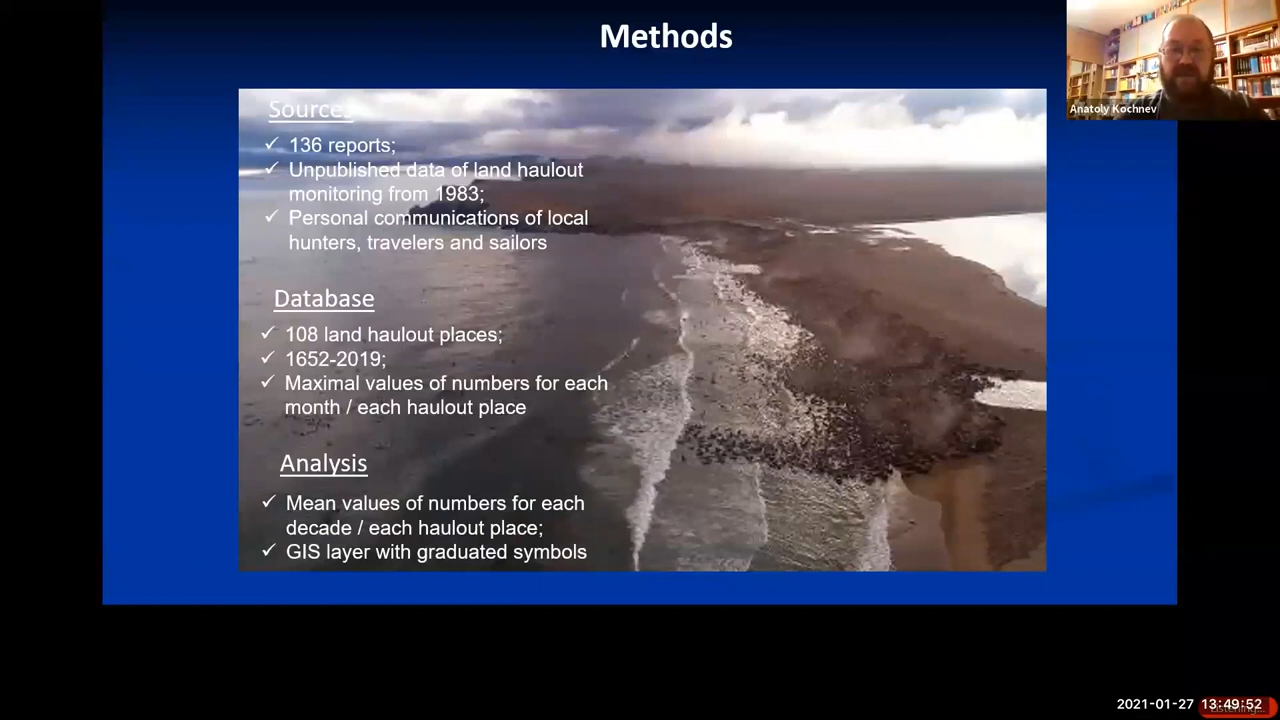 Methods
Anatoly Kochnev
Sources
136 reports;
Unpublished data of land haulout
monitoring from 1983;
Personal communications of local
hunters, travelers and sailors
Database
108 land haulout places;
1652-2019;
Maximal values of numbers for each
month / each haulout place
Analysis
Mean values of numbers for each
decade / each haulout place;
GIS layer with graduated symbols
2021-01-27 13:49:52
Listening...